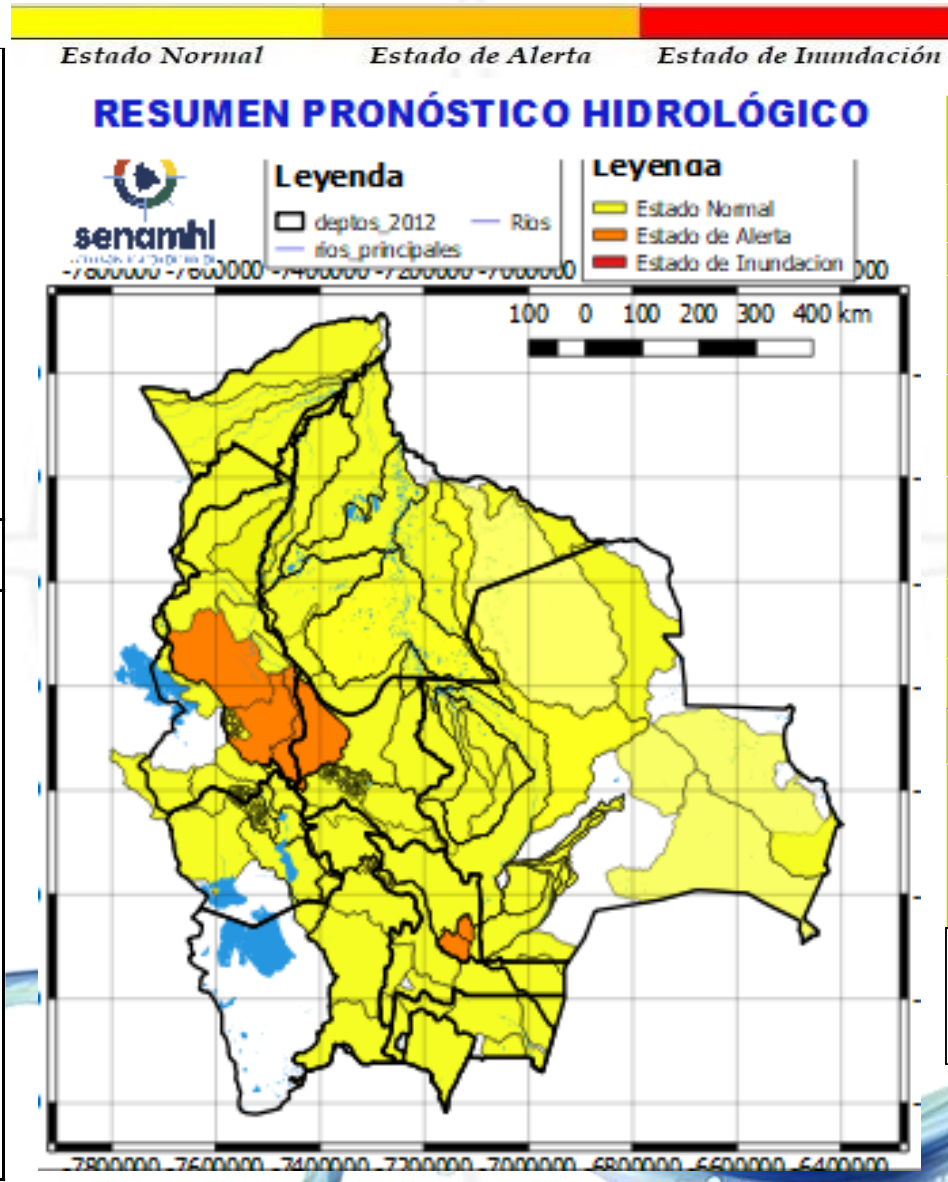 Estado Normal Estado de Alerta Estado de Inundación
RESUMEN PRONÓSTICO HIDROLÓGICO
senamhi
Leyenda
deptos_2012 Rios
rios_principales
Leyenda
Estado Normal
Estado de Alerta
Estado de Inundacion
-7800000 -7600000 -7400000 -7200000 -7000000
100 0 100 200 300 400 km
-7800000 -7600000 -7400000 -7200000 -7000000 -6800000 -6600000 -6400000